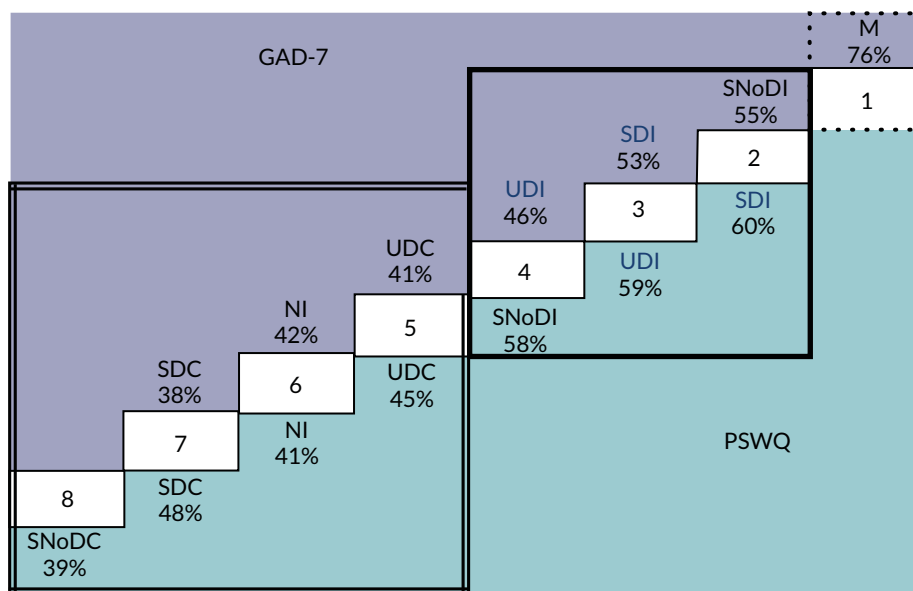 M
76%
GAD-7
SNoDI
55%
1
SDI
53%
2
UDI
46%
3
SDI
60%
UDC
41%
4
UDI
59%
NI
42%
5
SNoDI
58%
SDC
38%
6
UDC
45%
7
NI
41%
PSWQ
8
SDC
48%
SNoDC
39%